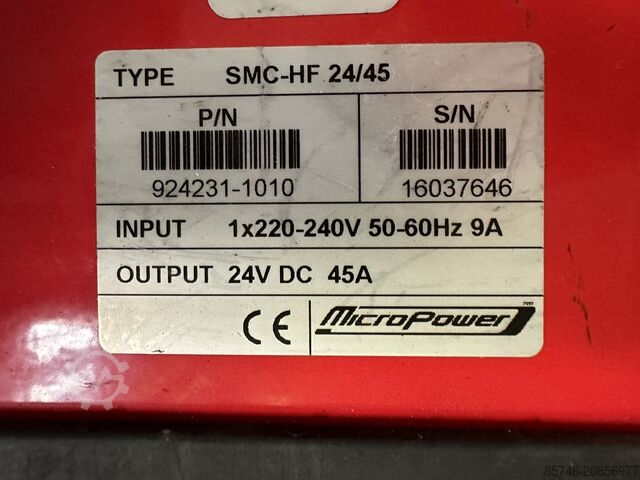 TYPE SMC-HF 24/45
P/N S/N
924231-1010 16037646
INPUT 1x220-240V 50-60Hz 9A
OUTPUT 24V DC 45A
CE MicroPower
85746-20856977